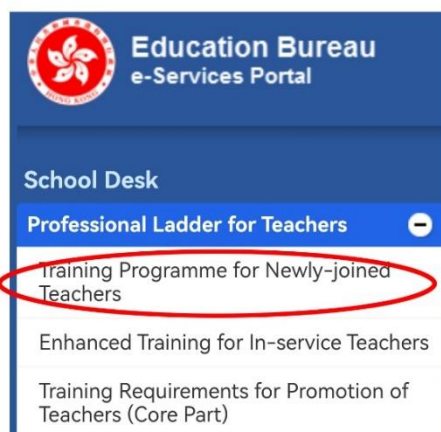 Education Bureau
e-Services Portal
School Desk
Professional Ladder for Teachers
Training Programme for Newly-joined
Teachers
Enhanced Training for In-service Teachers
Training Requirements for Promotion of
Teachers (Core Part)